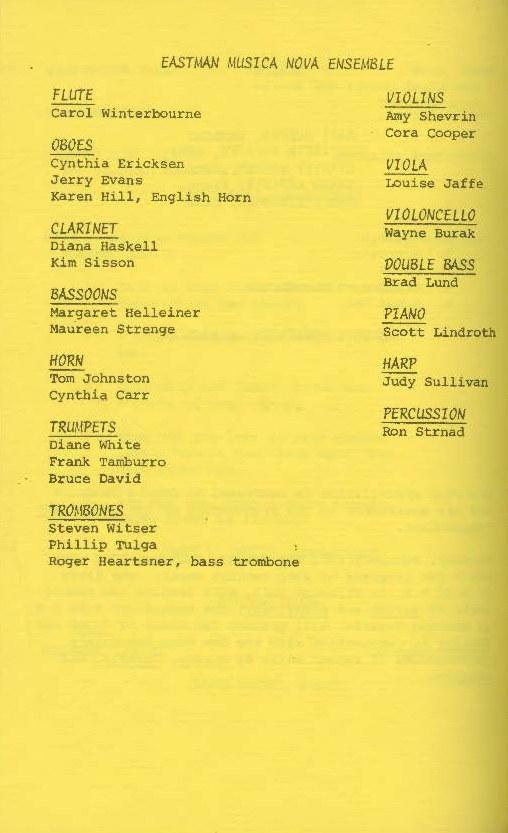 EASTMAN MUSICA NOVA ENSEMBLE
FLUTE
Carol Winterbourne
OBOES
Cynthia Ericksen
Jerry Evans
Karen Hill, English Horn
CLARINET
Diana Haskell
Kim Sisson
BASSOONS
Margaret Helleiner
Maureen Strenge
HORN
Tom Johnston
Cynthia Carr
TRUMPETS
Diane White
Frank Tamburro
Bruce David
TROMBONES
Steven Witser
Phillip Tulga
Roger Heartsner, bass trombone
VIOLINS
Amy Shevrin
Cora Cooper
VIOLA
Louise Jaffe
VIOLONCELLO
Wayne Burak
DOUBLE BASS
Brad Lund
PIANO
Scott Lindroth
HARP
Judy Sullivan
PERCUSSION
Ron Strnad